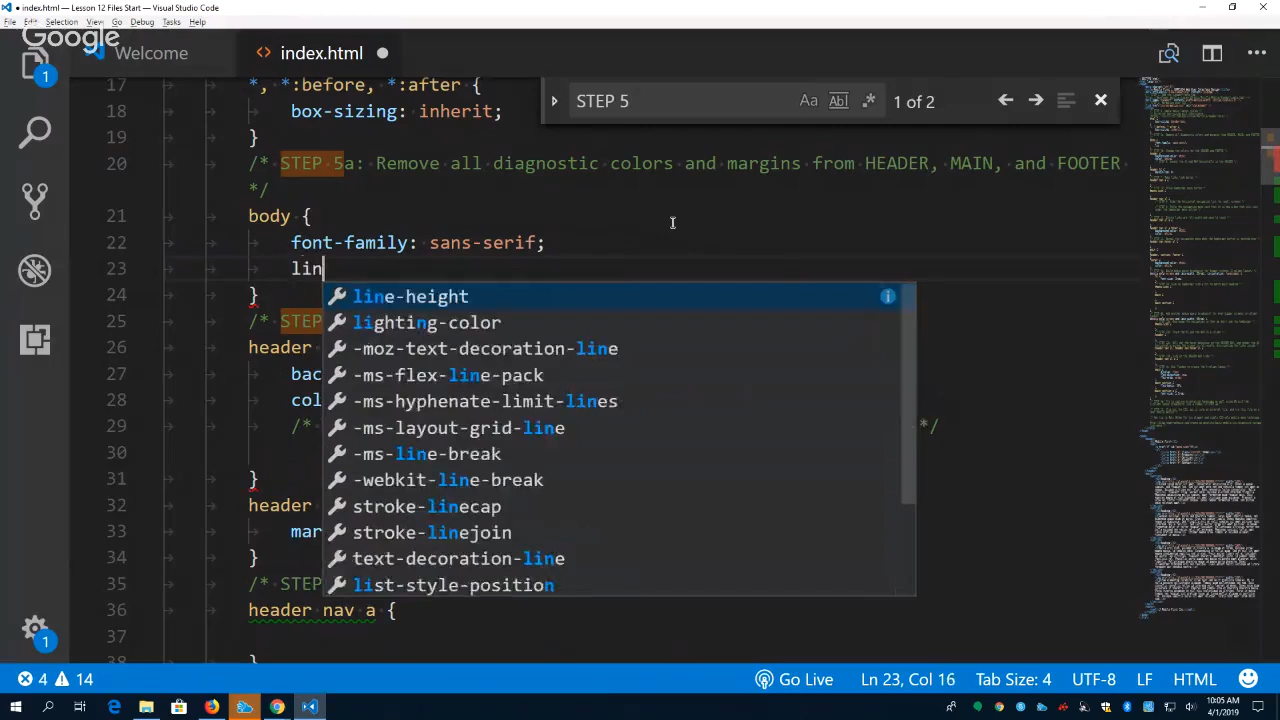 index.html — Lesson 12 Files Start — Visual Studio Code
File Edit Selection View Go Debug Tasks Help
Google
Welcome
index.html
1
17 *, *:before, *:after {
18 box-sizing: inherit;
19 }
20 /* STEP 5a: Remove all diagnostic colors and margins from HEADER, MAIN, and FOOTER
*/
21 body {
22 font-family: sans-serif;
23 lin
24 }
25 /* STEP
26 header
27 bac
28 col
29 /* */
30
31 }
32 header
33 mar
34 }
35 /* STEP
36 header nav a {
37
38 }
STEP 5
Aa Abl .*
1 of 2
line-height
lighting-color
-moz-text-decoration-line
-ms-flex-line-pack
-ms-hyphenate-limit-lines
-ms-layout-grid-line
-ms-line-break
-webkit-line-break
stroke-linecap
stroke-linejoin
text-decoration-line
list-style-position
1
4 14
Go Live
Ln 23, Col 16
Tab Size: 4
UTF-8
LF
HTML
10:05 AM
4/1/2019